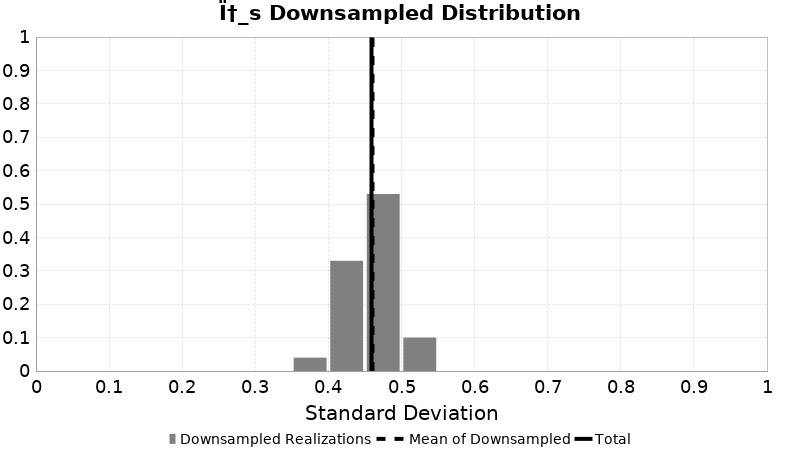 Ï†_s Downsampled Distribution
1
0.9
0.8
0.7
0.6
0.5
0.4
0.3
0.2
0.1
0
0 0.1 0.2 0.3 0.4 0.5 0.6 0.7 0.8 0.9 1
Standard Deviation
Downsampled Realizations Mean of Downsampled Total